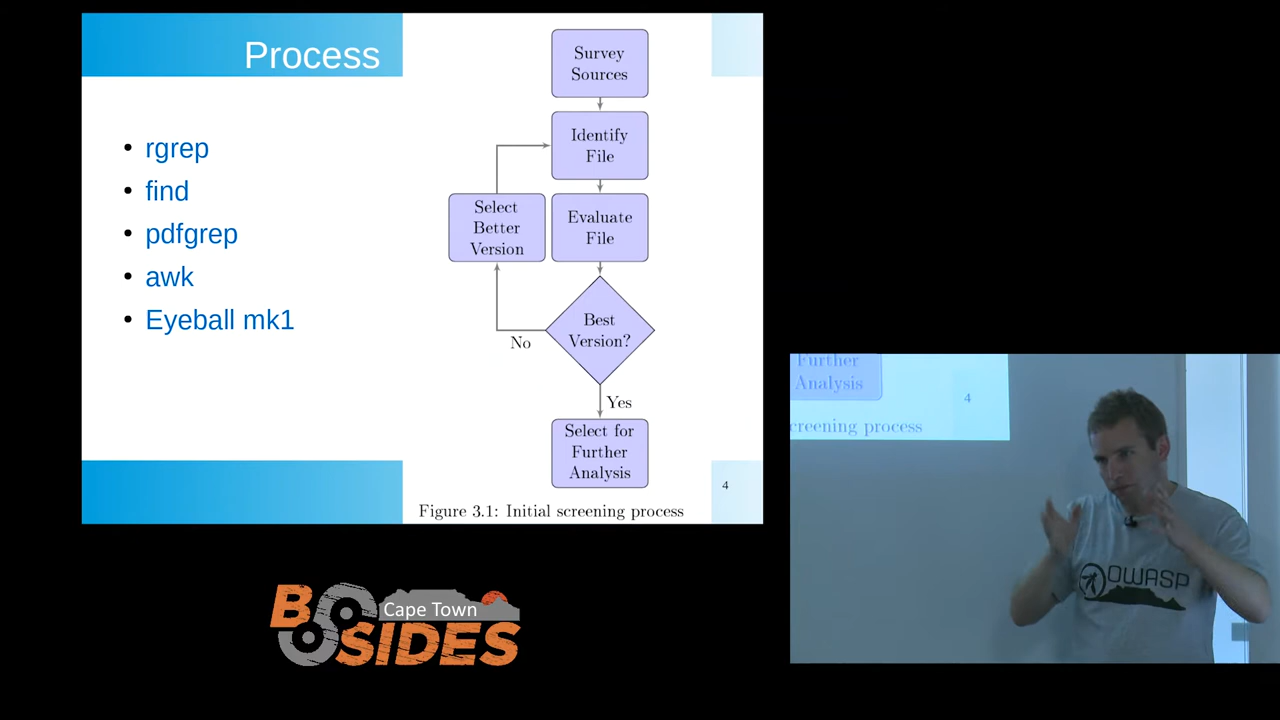 Process
• rgrep
• find
• pdfgrep
• awk
• Eyeball mk1
Survey
Sources
Identify
File
Select
Better
Version
Evaluate
File
Best
Version?
No
Yes
Select for
Further
Analysis
4
Figure 3.1: Initial screening process
Further
Analysis
4
creening process
OWASP
BSIDES
Cape Town